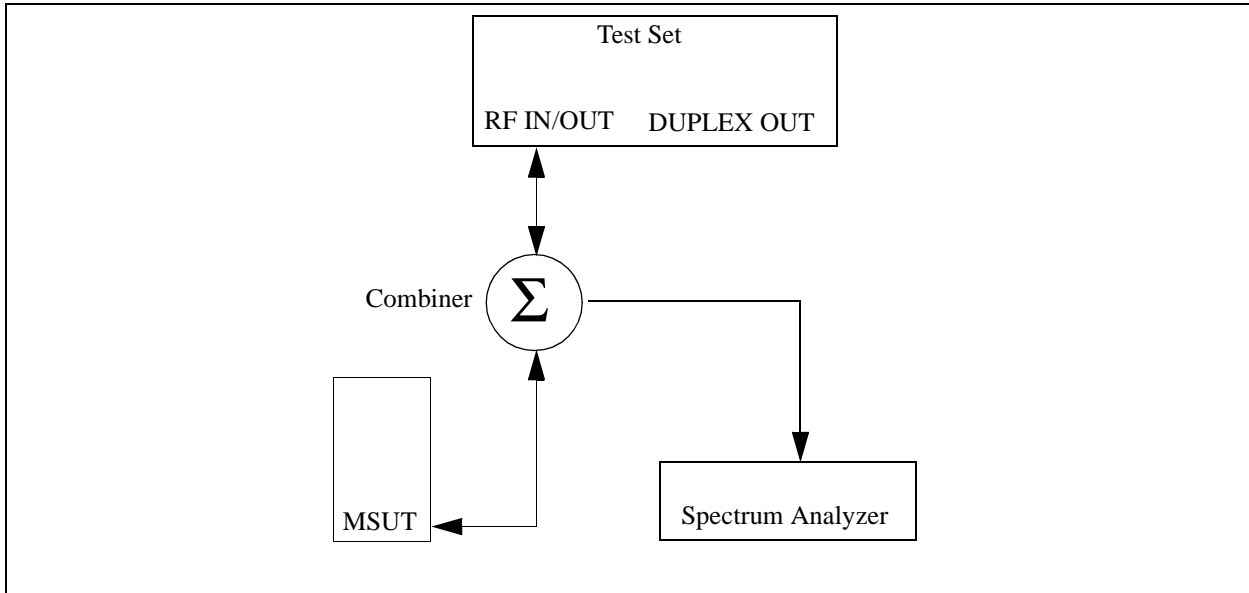 Test Set
RF IN/OUT DUPLEX OUT
Combiner
Σ
MSUT
Spectrum Analyzer